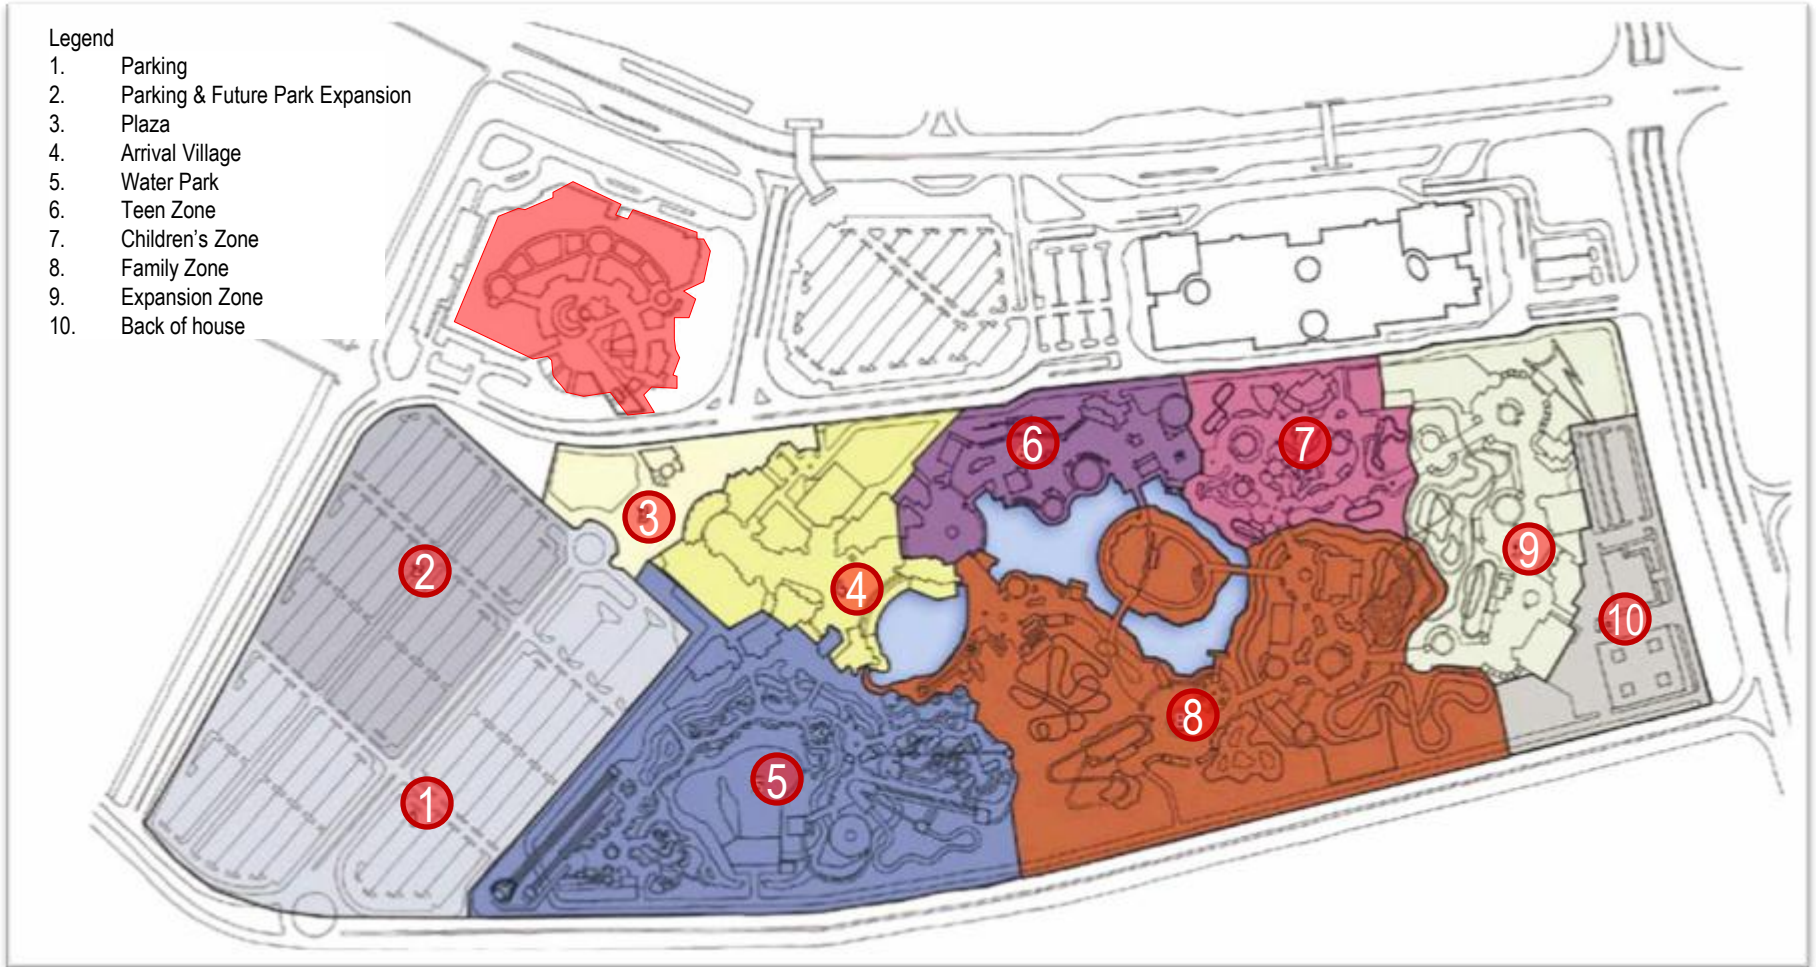 Legend
1. Parking
2. Parking & Future Park Expansion
3. Plaza
4. Arrival Village
5. Water Park
6. Teen Zone
7. Children's Zone
8. Family Zone
9. Expansion Zone
10. Back of house
6
7
3
2
9
4
10
8
5
1